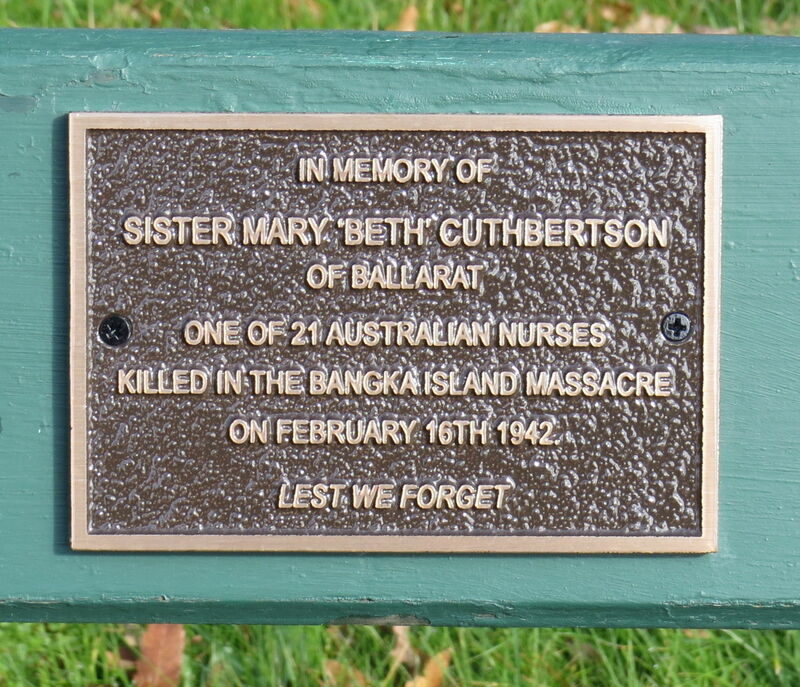 IN MEMORY OF
SISTER MARY 'BETH' CUTHBERTSON
OF BALLARAT
ONE OF 21 AUSTRALIAN NURSES
KILLED IN THE BANGKA ISLAND MASSACRE
ON FEBRUARY 16TH 1942.
LEST WE FORGET